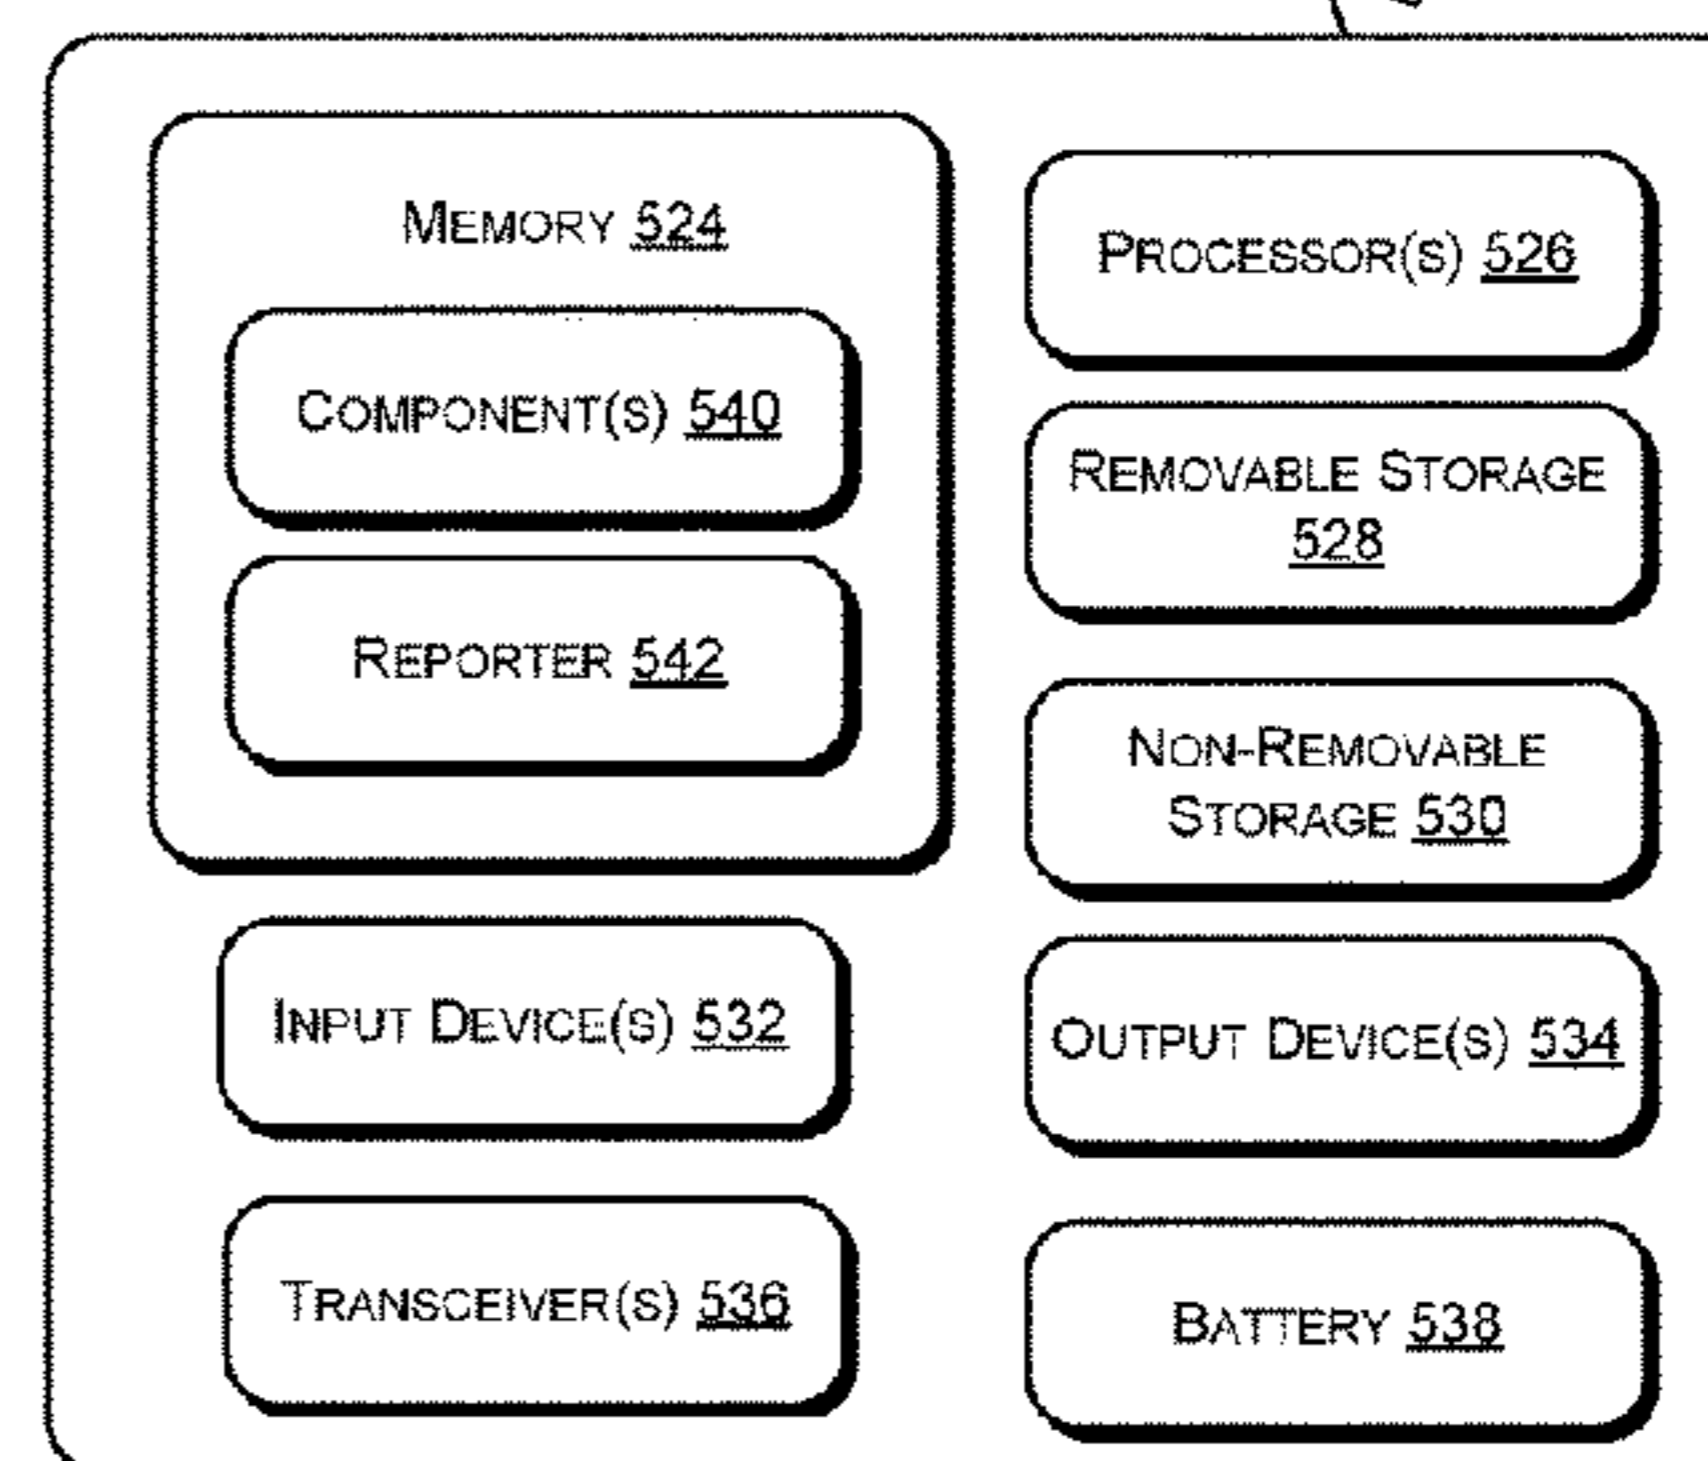 MEMORY 524
COMPONENT(S) 540
REPORTER 542
INPUT DEVICE(S) 532
TRANSCEIVER(S) 536
PROCESSOR(S) 526
REMOVABLE STORAGE
528
NON-REMOVABLE
STORAGE 530
OUTPUT DEVICE(S) 534
BATTERY 538